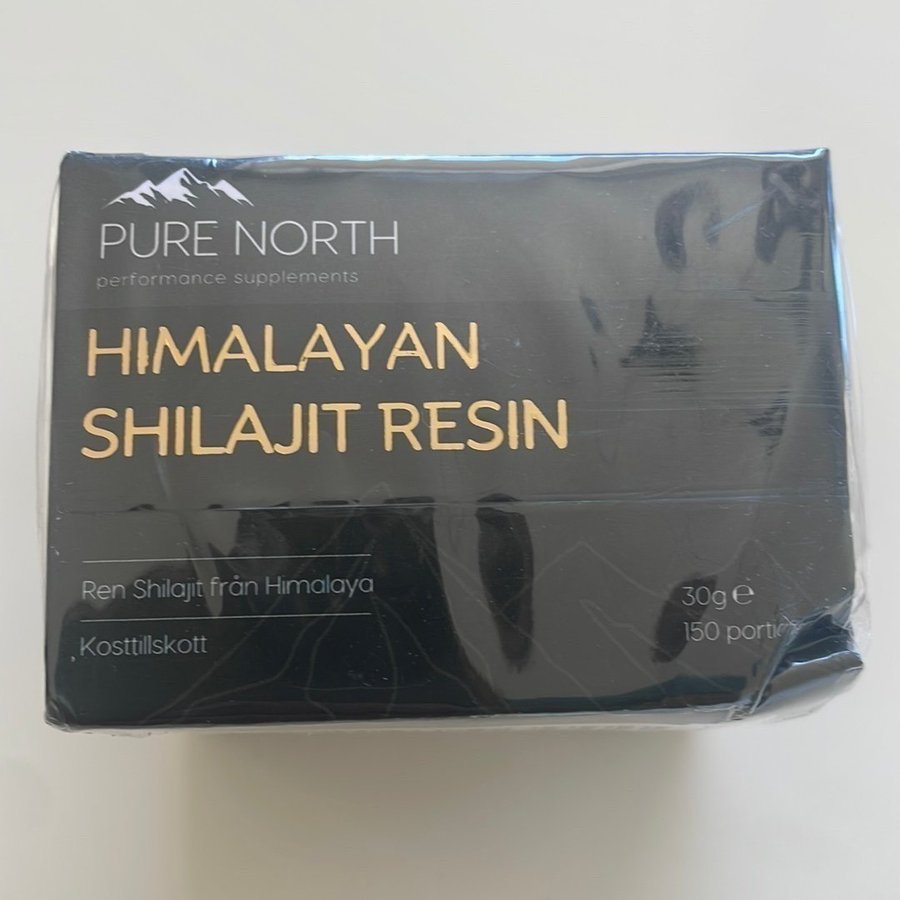 PURE NORTH
performance supplements
HIMALAYAN
SHILAJIT RESIN
Ren Shilajit från Himalaya
Kosttillskott
30g ℮
150